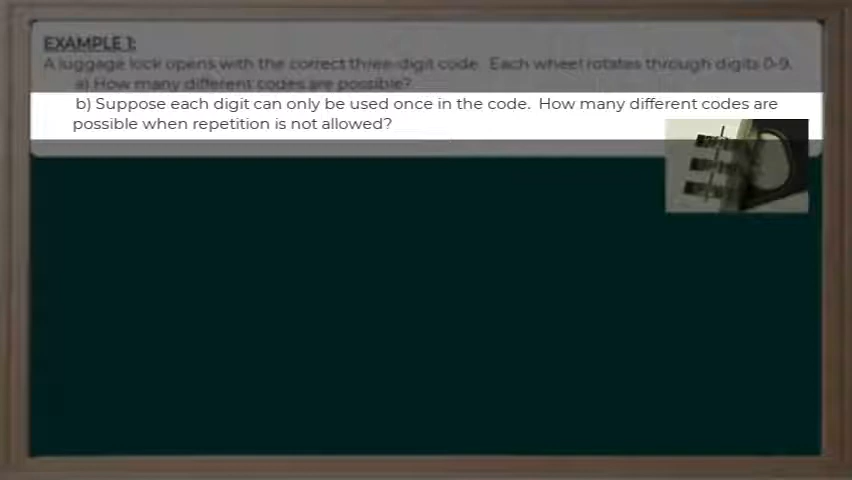 EXAMPLE 1:
A luggage lock opens with the correct three-digit code. Each wheel rotates through digits 0-9.
a) How many different codes are possible?
b) Suppose each digit can only be used once in the code. How many different codes are
possible when repetition is not allowed?